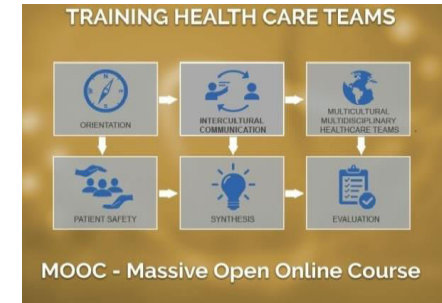 TRAINING HEALTH CARE TEAMS
ORIENTATION
INTERCULTURAL
COMMUNICATION
MULTICULTURAL
MULTIDISCIPLINARY
HEALTHCARE TEAMS
PATIENT SAFETY
SYNTHESIS
EVALUATION
MOOC - Massive Open Online Course